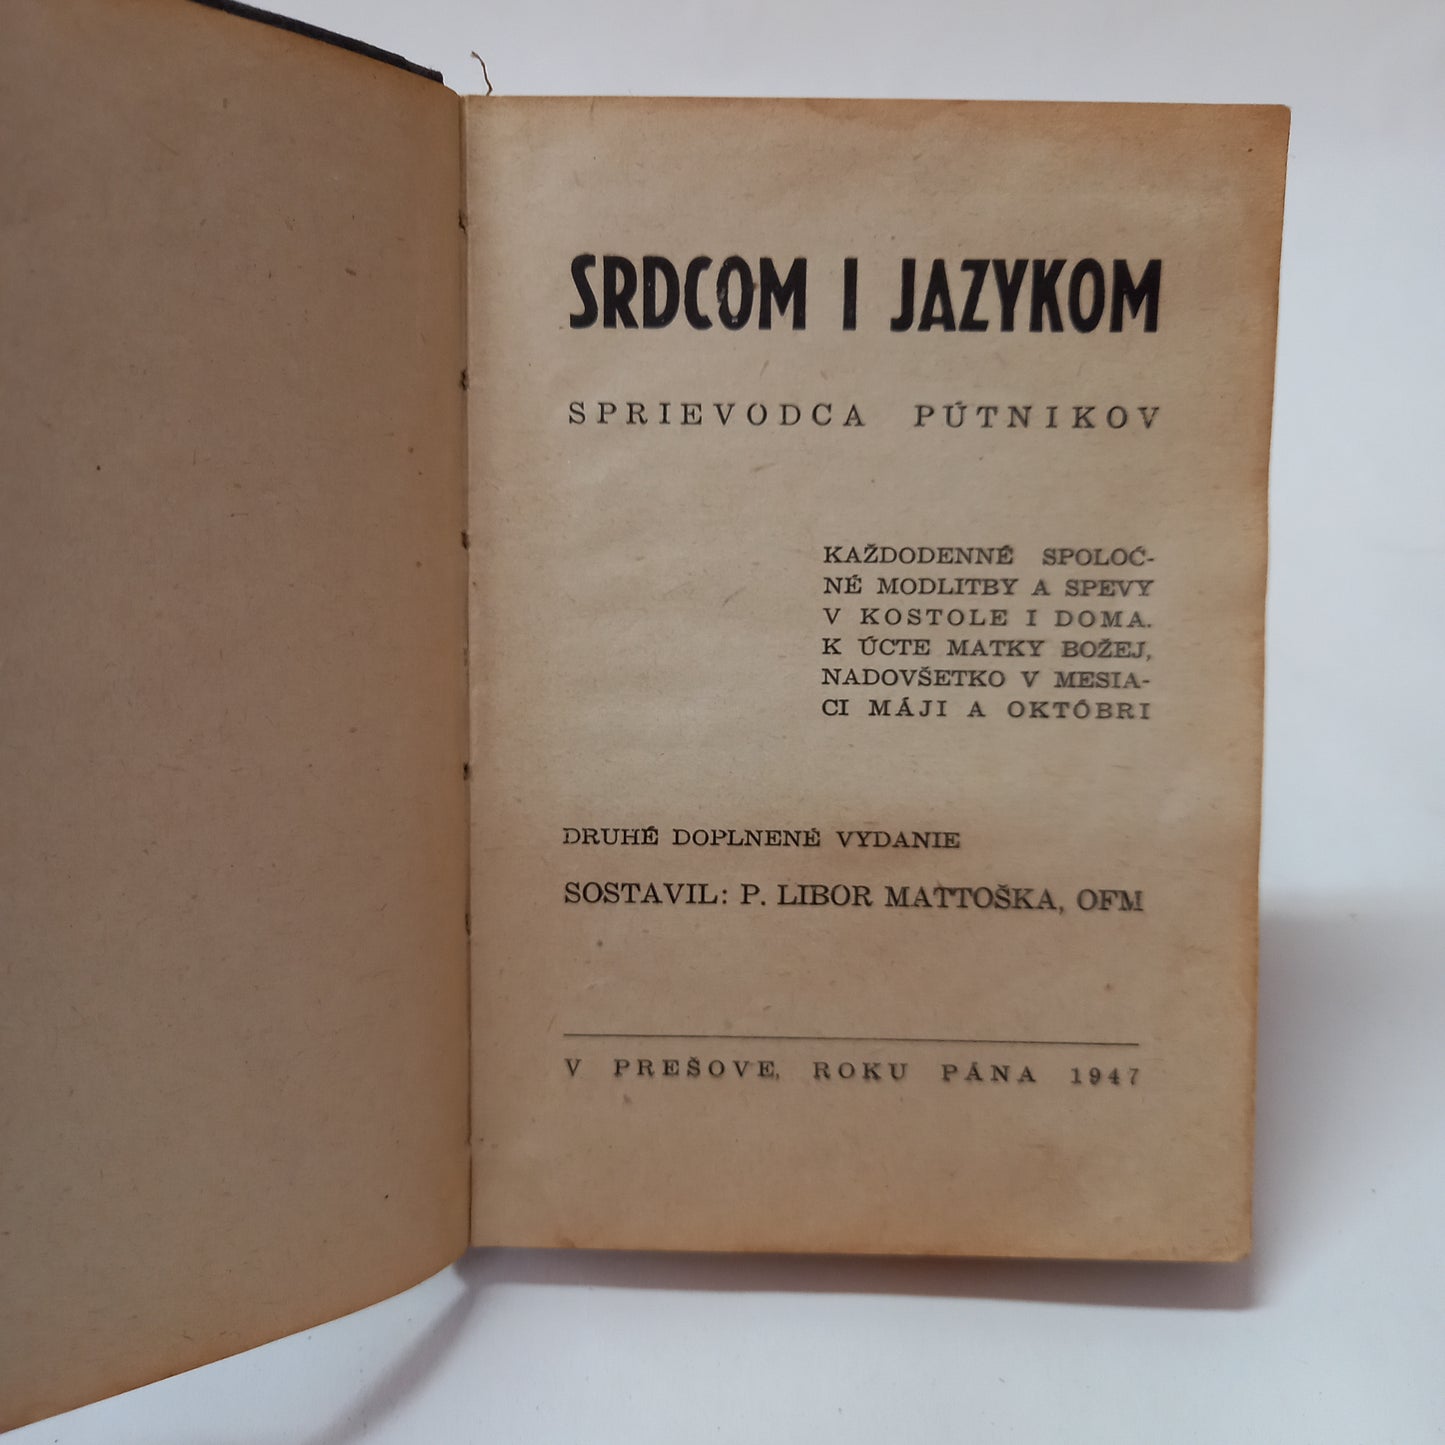 SRDCOM I JAZYKOM
SPRIEVODCA PÚTNIKOV
KAŽDODENNÉ SPOLOČ-
NÉ MODLITBY A SPEVY
V KOSTOLE I DOMA.
K ÚCTE MATKY BOŽEJ,
NADOVŠETKO V MESIA-
CI MÁJI A OKTÓBRI
DRUHÉ DOPLNENÉ VYDANIE
SOSTAVIL: P. LIBOR MATTOŠKA, OFM
V PREŠOVE, ROKU PÁNA 1947